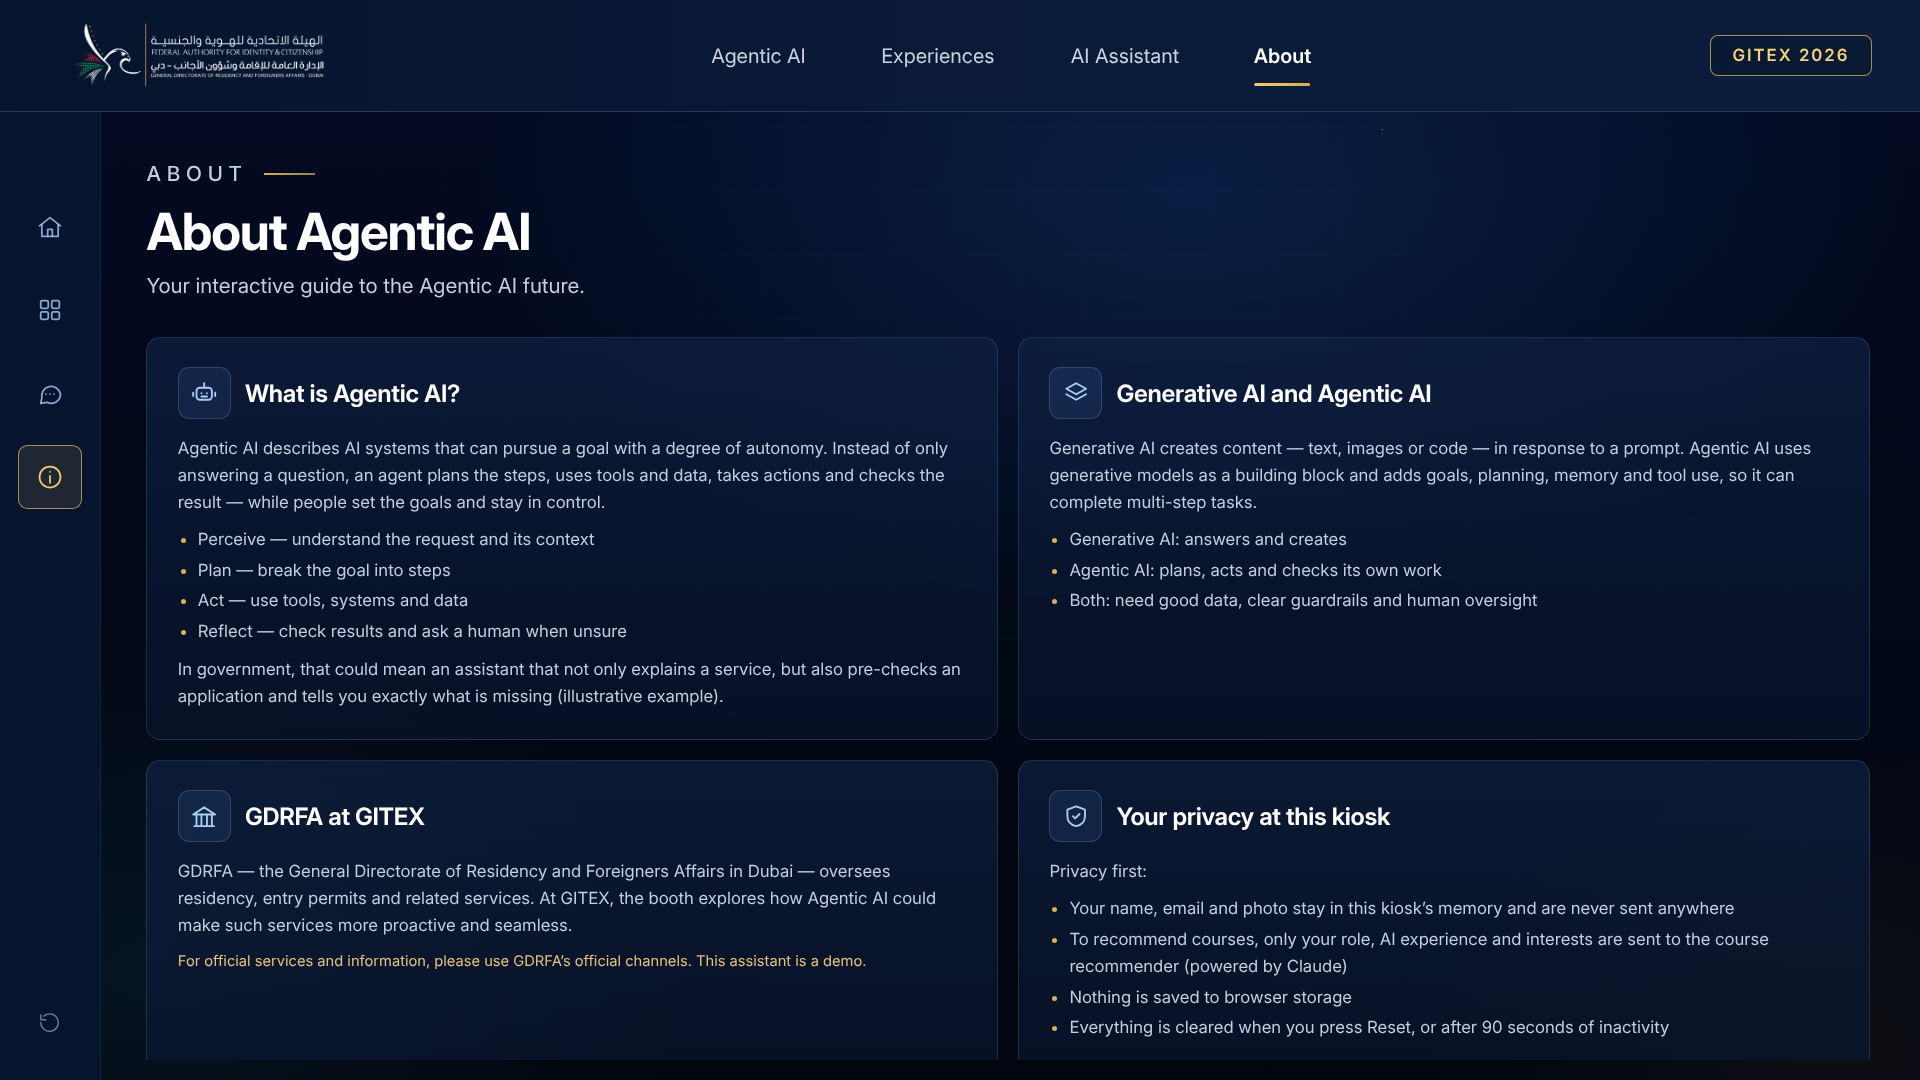 الهيئة الاتحادية للهوية والجنسية
FEDERAL AUTHORITY FOR IDENTITY & CITIZENSHIP
الإدارة العامة للإقامة وشؤون الأجانب - دبي
GENERAL DIRECTORATE OF RESIDENCY AND FOREIGNERS AFFAIRS - DUBAI
Agentic AI
Experiences
AI Assistant
About
GITEX 2026
ABOUT
About Agentic AI
Your interactive guide to the Agentic AI future.
What is Agentic AI?
Agentic AI describes AI systems that can pursue a goal with a degree of autonomy. Instead of only
answering a question, an agent plans the steps, uses tools and data, takes actions and checks the
result — while people set the goals and stay in control.
• Perceive — understand the request and its context
• Plan — break the goal into steps
• Act — use tools, systems and data
• Reflect — check results and ask a human when unsure
In government, that could mean an assistant that not only explains a service, but also pre-checks an
application and tells you exactly what is missing (illustrative example).
Generative AI and Agentic AI
Generative AI creates content — text, images or code — in response to a prompt. Agentic AI uses
generative models as a building block and adds goals, planning, memory and tool use, so it can
complete multi-step tasks.
• Generative AI: answers and creates
• Agentic AI: plans, acts and checks its own work
• Both: need good data, clear guardrails and human oversight
GDRFA at GITEX
GDRFA — the General Directorate of Residency and Foreigners Affairs in Dubai — oversees
residency, entry permits and related services. At GITEX, the booth explores how Agentic AI could
make such services more proactive and seamless.
For official services and information, please use GDRFA’s official channels. This assistant is a demo.
Your privacy at this kiosk
Privacy first:
• Your name, email and photo stay in this kiosk’s memory and are never sent anywhere
• To recommend courses, only your role, AI experience and interests are sent to the course
recommender (powered by Claude)
• Nothing is saved to browser storage
• Everything is cleared when you press Reset, or after 90 seconds of inactivity